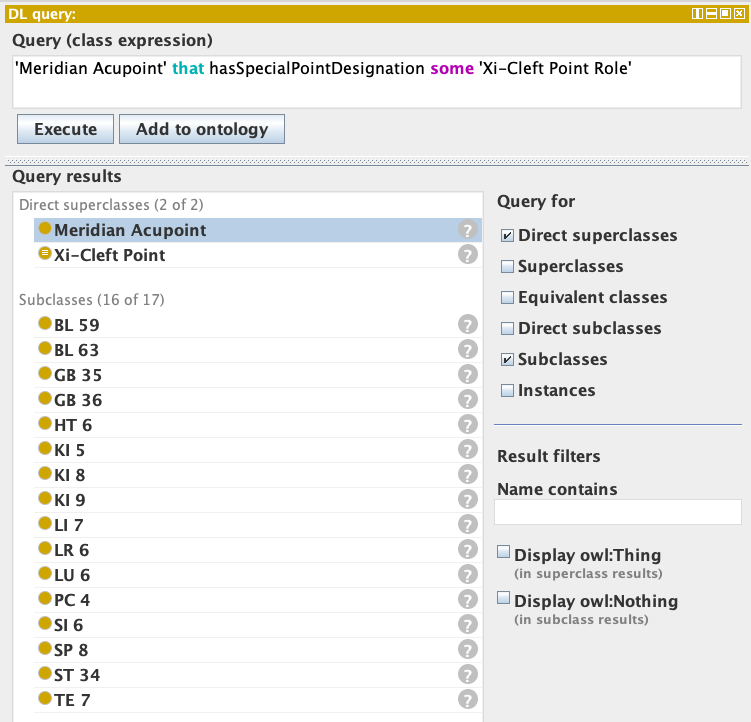 DL query:
Query (class expression)
'Meridian Acupoint' that hasSpecialPointDesignation some 'Xi-Cleft Point Role'
Execute
Add to ontology
Query results
Direct superclasses (2 of 2)
Meridian Acupoint ?
Xi-Cleft Point ?
Subclasses (16 of 17)
BL 59 ?
BL 63 ?
GB 35 ?
GB 36 ?
HT 6 ?
KI 5 ?
KI 8 ?
KI 9 ?
LI 7 ?
LR 6 ?
LU 6 ?
PC 4 ?
SI 6 ?
SP 8 ?
ST 34 ?
TE 7 ?
Query for
Direct superclasses
Superclasses
Equivalent classes
Direct subclasses
Subclasses
Instances
Result filters
Name contains
Display owl:Thing
(in superclass results)
Display owl:Nothing
(in subclass results)